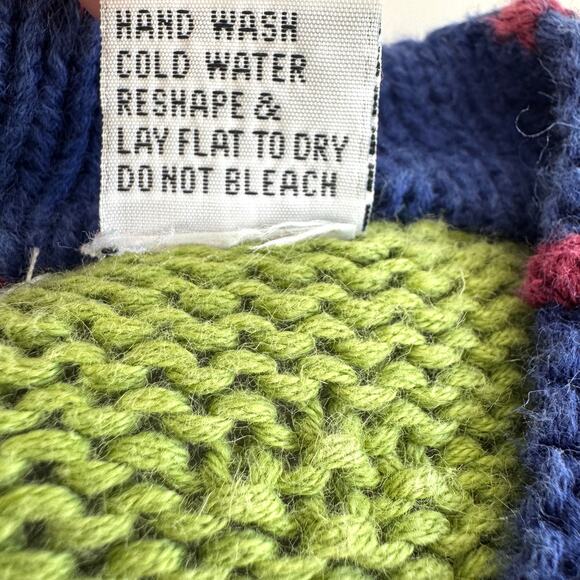 HAND WASH
COLD WATER
RESHAPE &
LAY FLAT TO DRY
DO NOT BLEACH